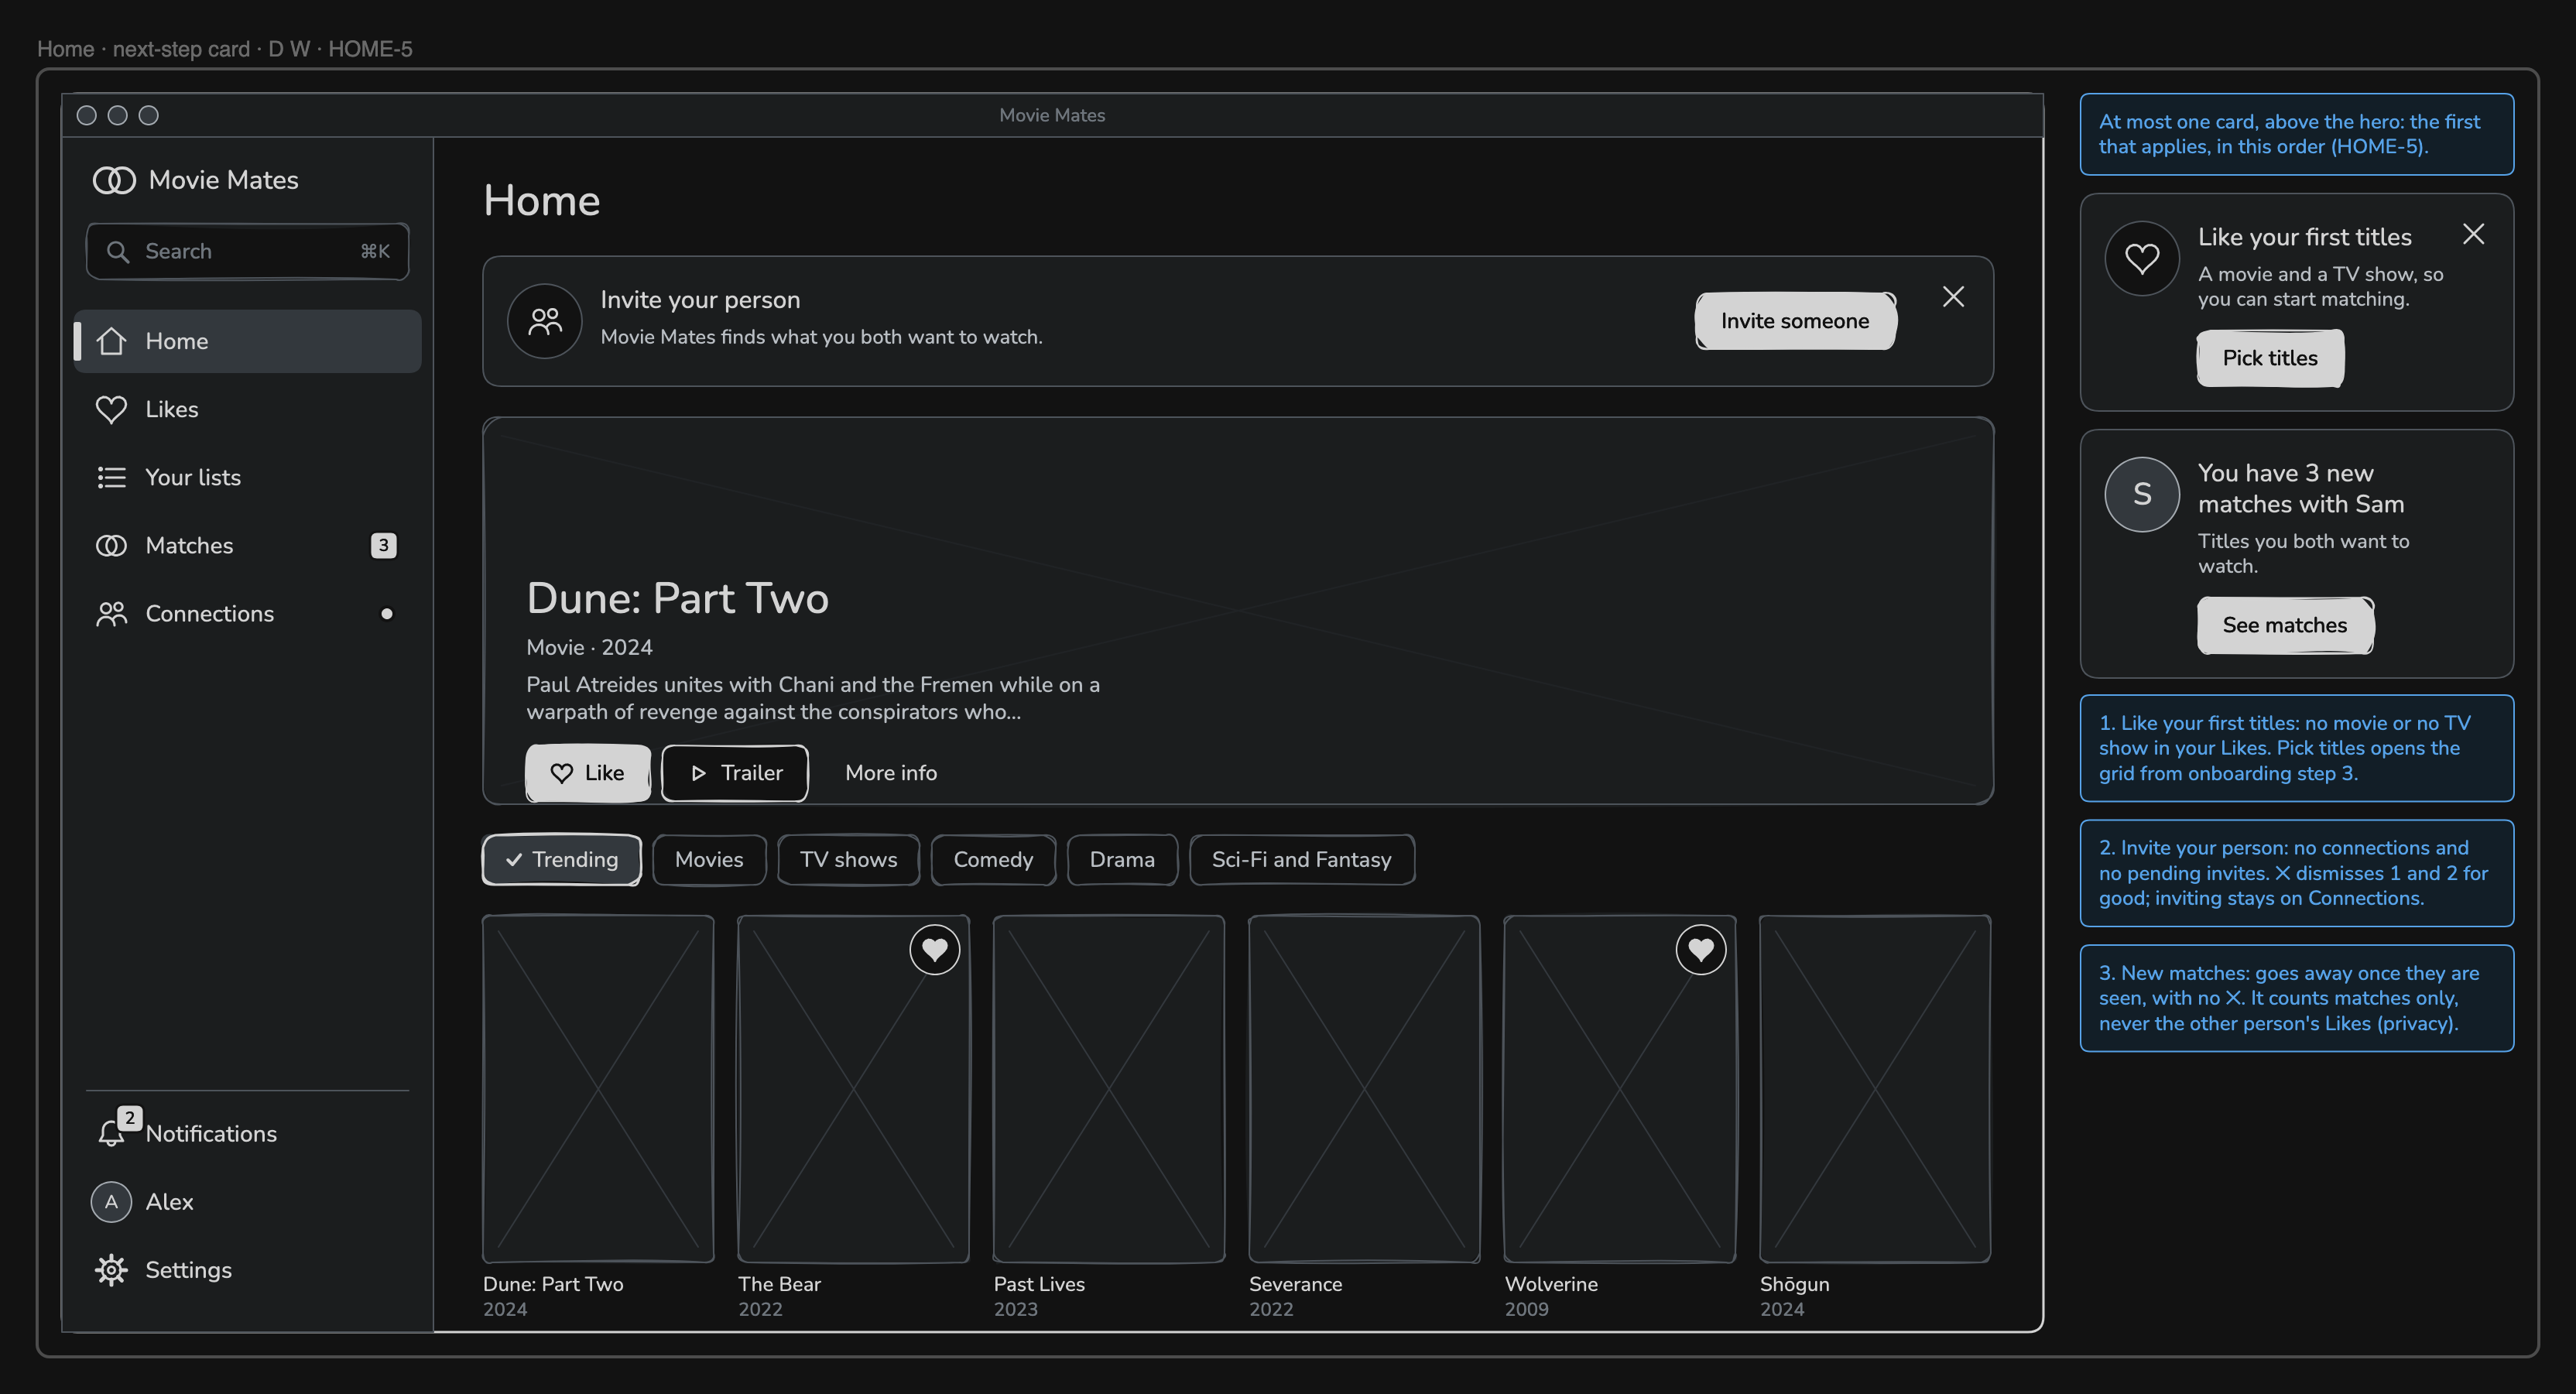 Home · next-step card · D W · HOME-5
Movie Mates
Movie Mates
Search ⌘K
Home
Likes
Your lists
Matches 3
Connections
2
Notifications
A Alex
Settings
Home
Invite your person
Movie Mates finds what you both want to watch.
Invite someone
Dune: Part Two
Movie · 2024
Paul Atreides unites with Chani and the Fremen while on a
warpath of revenge against the conspirators who...
Like Trailer More info
Trending Movies TV shows Comedy Drama Sci-Fi and Fantasy
Dune: Part Two
2024
The Bear
2022
Past Lives
2023
Severance
2022
Wolverine
2009
Shōgun
2024
At most one card, above the hero: the first
that applies, in this order (HOME-5).
Like your first titles
A movie and a TV show, so
you can start matching.
Pick titles
S
You have 3 new
matches with Sam
Titles you both want to
watch.
See matches
1. Like your first titles: no movie or no TV
show in your Likes. Pick titles opens the
grid from onboarding step 3.
2. Invite your person: no connections and
no pending invites. X dismisses 1 and 2 for
good; inviting stays on Connections.
3. New matches: goes away once they are
seen, with no X. It counts matches only,
never the other person's Likes (privacy).